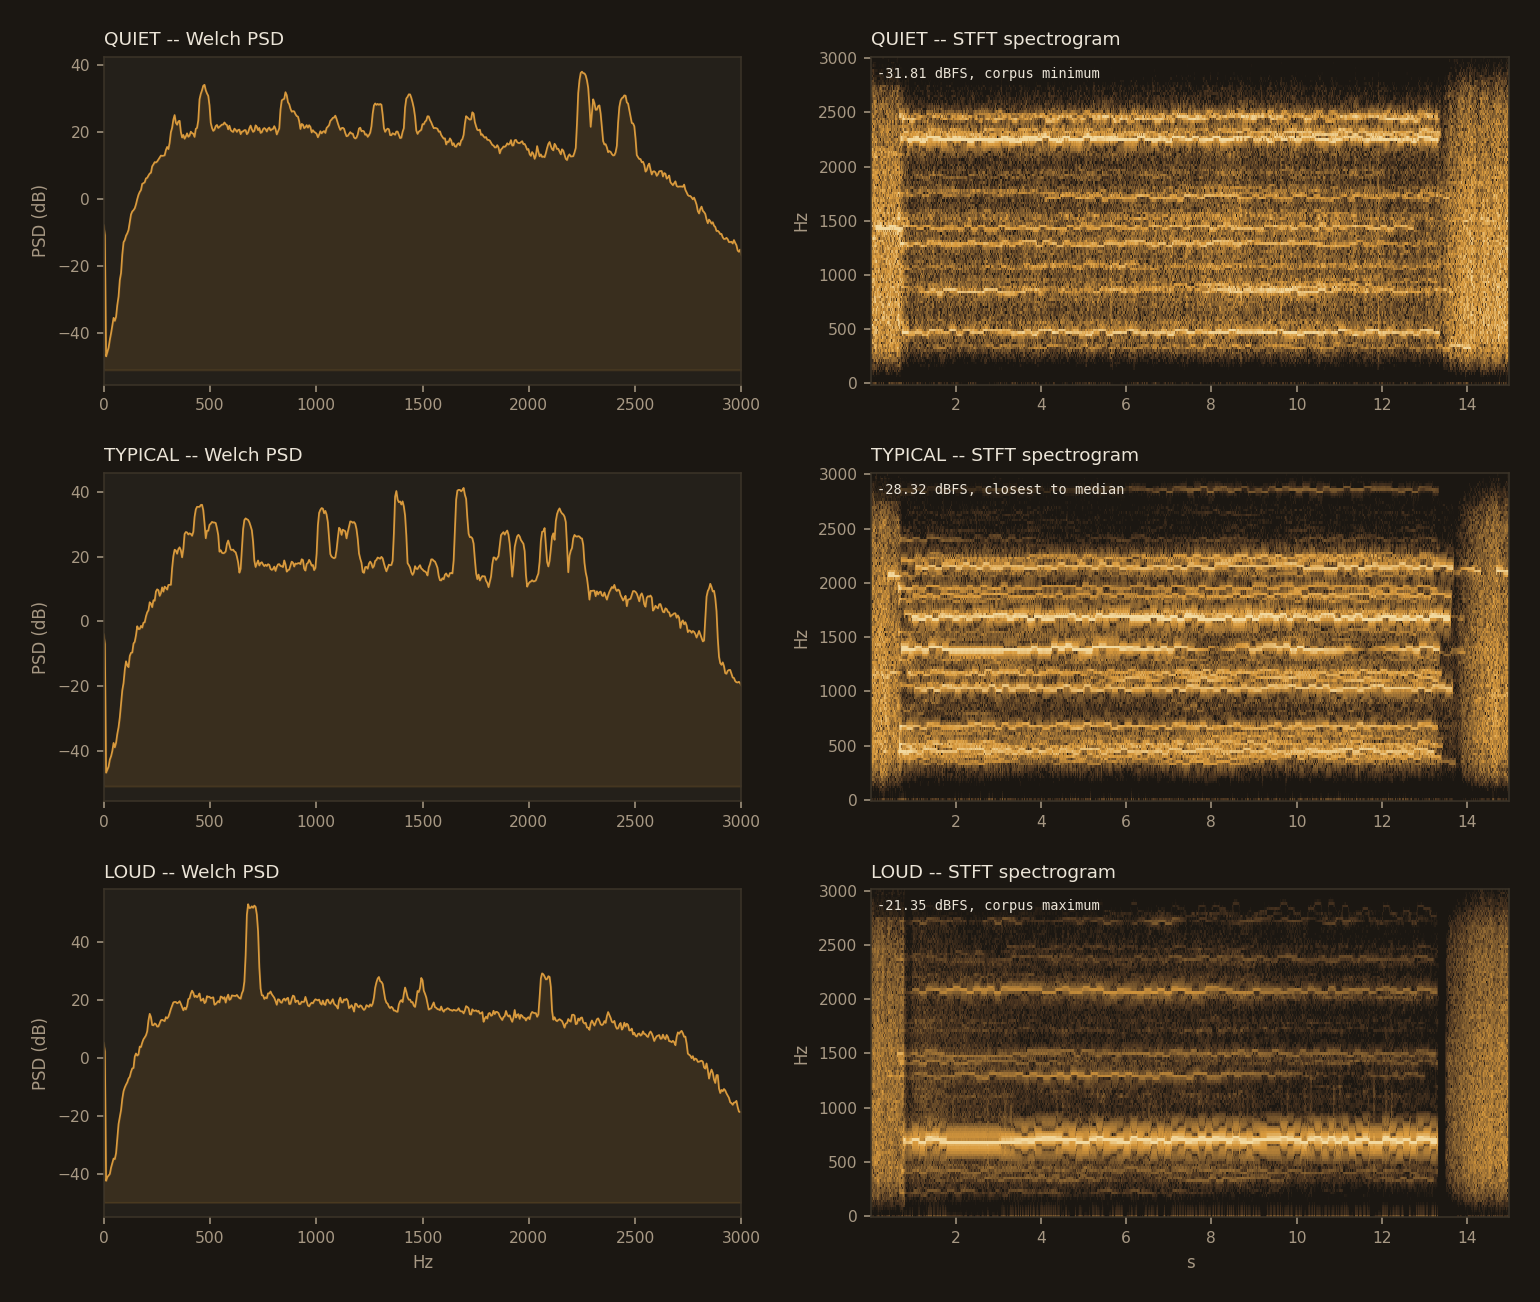 QUIET -- Welch PSD
PSD (dB)
40
20
0
−20
−40
0 500 1000 1500 2000 2500 3000
QUIET -- STFT spectrogram
-31.81 dBFS, corpus minimum
Hz
3000
2500
2000
1500
1000
500
0
2 4 6 8 10 12 14
TYPICAL -- Welch PSD
PSD (dB)
40
20
0
−20
−40
0 500 1000 1500 2000 2500 3000
TYPICAL -- STFT spectrogram
-28.32 dBFS, closest to median
Hz
3000
2500
2000
1500
1000
500
0
2 4 6 8 10 12 14
LOUD -- Welch PSD
PSD (dB)
40
20
0
−20
−40
0 500 1000 1500 2000 2500 3000
Hz
LOUD -- STFT spectrogram
-21.35 dBFS, corpus maximum
Hz
3000
2500
2000
1500
1000
500
0
2 4 6 8 10 12 14
s